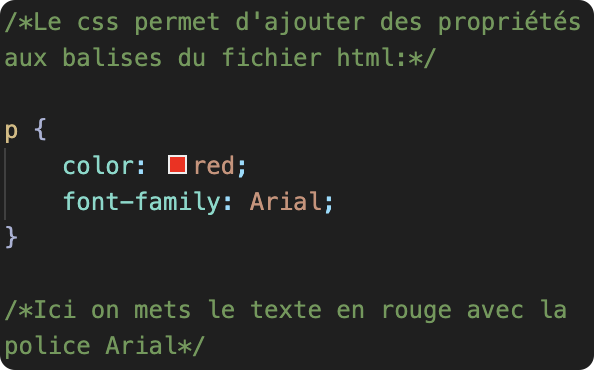 /*Le css permet d'ajouter des propriétés
aux balises du fichier html:*/
p {
color: red;
font-family: Arial;
}
/*Ici on mets le texte en rouge avec la
police Arial*/